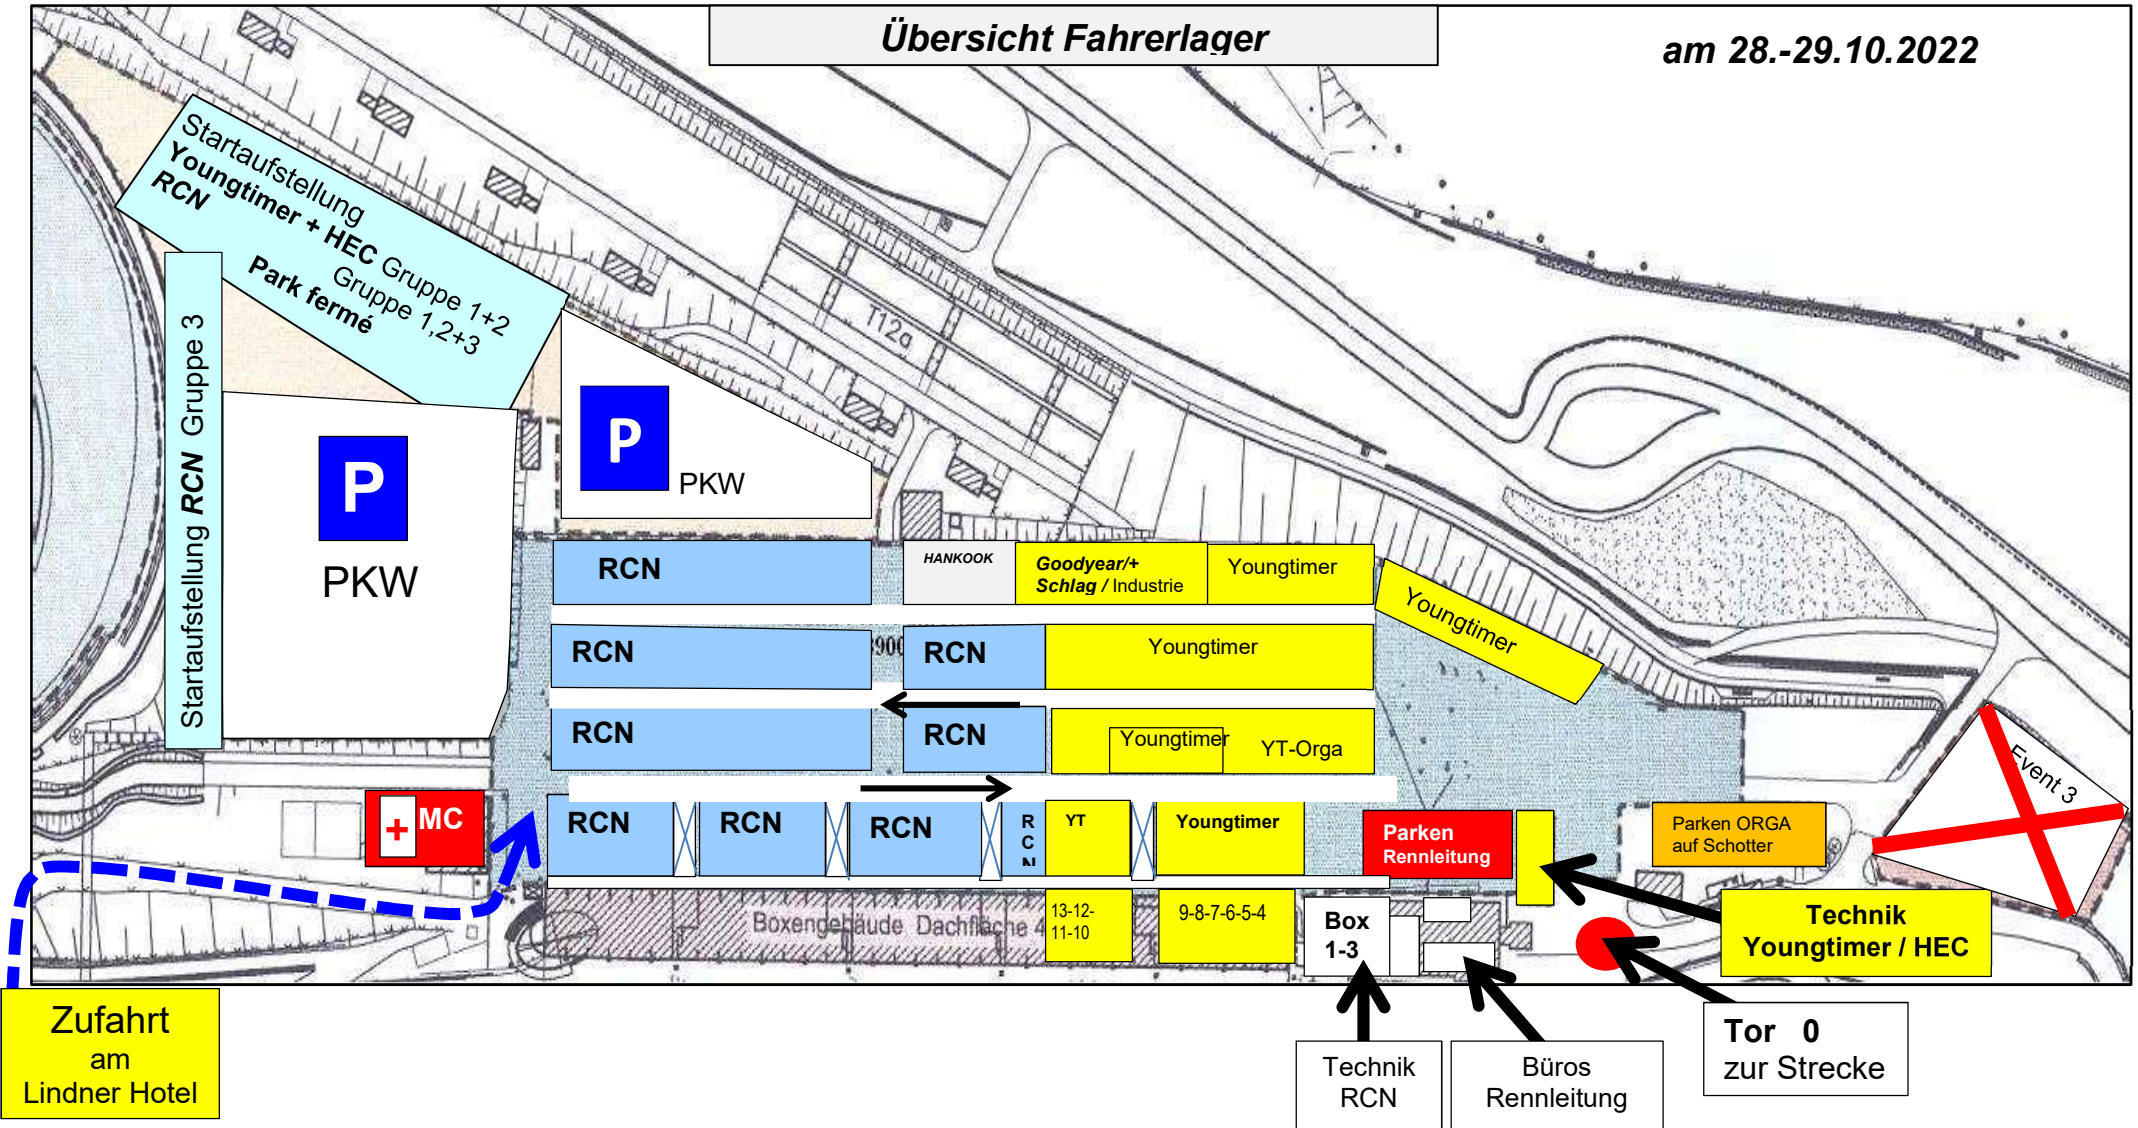 Übersicht Fahrerlager
am 28.-29.10.2022
Startaufstellung
Youngtimer + HEC Gruppe 1+2
RCN Gruppe 1,2+3
Park fermé
Startaufstellung RCN Gruppe 3
P
PKW
P
PKW
T12a
RCN
HANKOOK
Goodyear/+
Schlag / Industrie
Youngtimer
Youngtimer
RCN
RCN
Youngtimer
RCN
RCN
Youngtimer
YT-Orga
+ MC
RCN
RCN
RCN
RCN
YT
Youngtimer
Parken
Rennleitung
Parken ORGA
auf Schotter
Event 3
Boxengebäude Dachfläche 4
13-12-
11-10
9-8-7-6-5-4
Box
1-3
Technik
Youngtimer / HEC
Zufahrt
am
Lindner Hotel
Technik
RCN
Büros
Rennleitung
Tor 0
zur Strecke